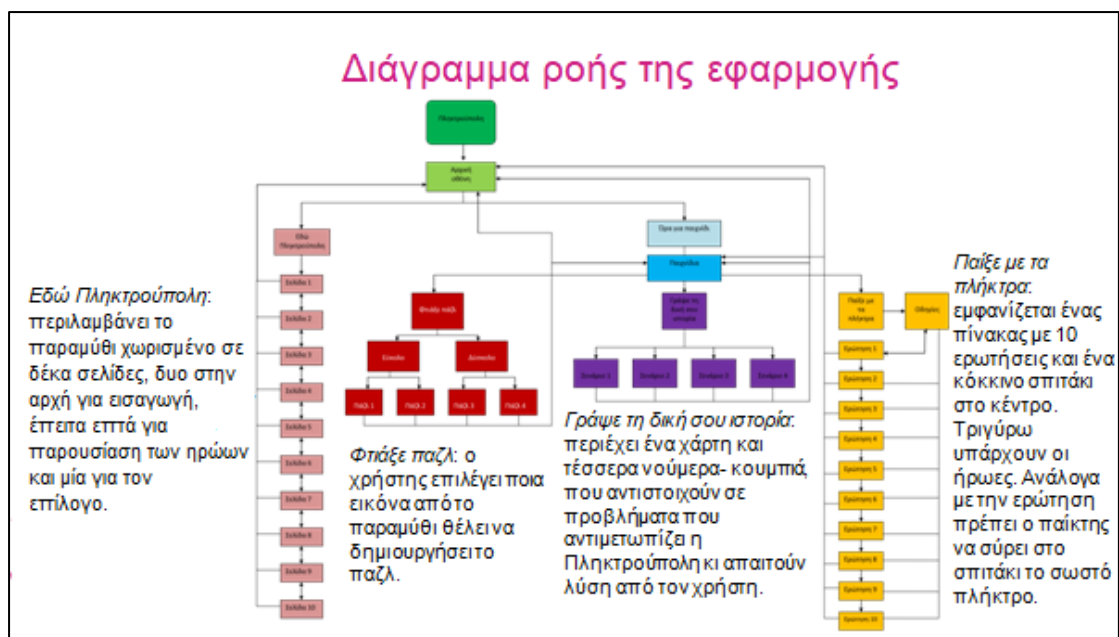 Διάγραμμα ροής της εφαρμογής
Πληκτρούπολη
Αρχική
οθόνη
Εδώ
Πληκτρούπολη
Σελίδα 1
Σελίδα 2
Σελίδα 3
Σελίδα 4
Σελίδα 5
Σελίδα 6
Σελίδα 7
Σελίδα 8
Σελίδα 9
Σελίδα 10
Εδώ Πληκτρούπολη:
περιλαμβάνει το
παραμύθι χωρισμένο σε
δέκα σελίδες, δυο στην
αρχή για εισαγωγή,
έπειτα επτά για
παρουσίαση των ηρώων
και μία για τον
επίλογο.
Φτιάξε παζλ
Εύκολο
Δύσκολο
Παζλ 1
Παζλ 2
Παζλ 3
Παζλ 4
Φτιάξε παζλ: ο
χρήστης επιλέγει ποια
εικόνα από το
παραμύθι θέλει να
δημιουργήσει το
παζλ.
Ώρα για παιχνίδι
Παιχνίδια
Γράψε τη
δική σου
ιστορία
Σενάριο 1
Σενάριο 2
Σενάριο 3
Σενάριο 4
Γράψε τη δική σου ιστορία:
περιέχει ένα χάρτη και
τέσσερα νούμερα- κουμπιά,
που αντιστοιχούν σε
προβλήματα που
αντιμετωπίζει η
Πληκτρούπολη κι απαιτούν
λύση από τον χρήστη.
Παίξε με
τα
πλήκτρα
Οδηγίες
Ερώτηση 1
Ερώτηση 2
Ερώτηση 3
Ερώτηση 4
Ερώτηση 5
Ερώτηση 6
Ερώτηση 7
Ερώτηση 8
Ερώτηση 9
Ερώτηση 10
Παίξε με τα
πλήκτρα:
εμφανίζεται ένας
πίνακας με 10
ερωτήσεις και ένα
κόκκινο σπιτάκι
στο κέντρο.
Τριγύρω
υπάρχουν οι
ήρωες. Ανάλογα
με την ερώτηση
πρέπει ο παίκτης
να σύρει στο
σπιτάκι το σωστό
πλήκτρο.